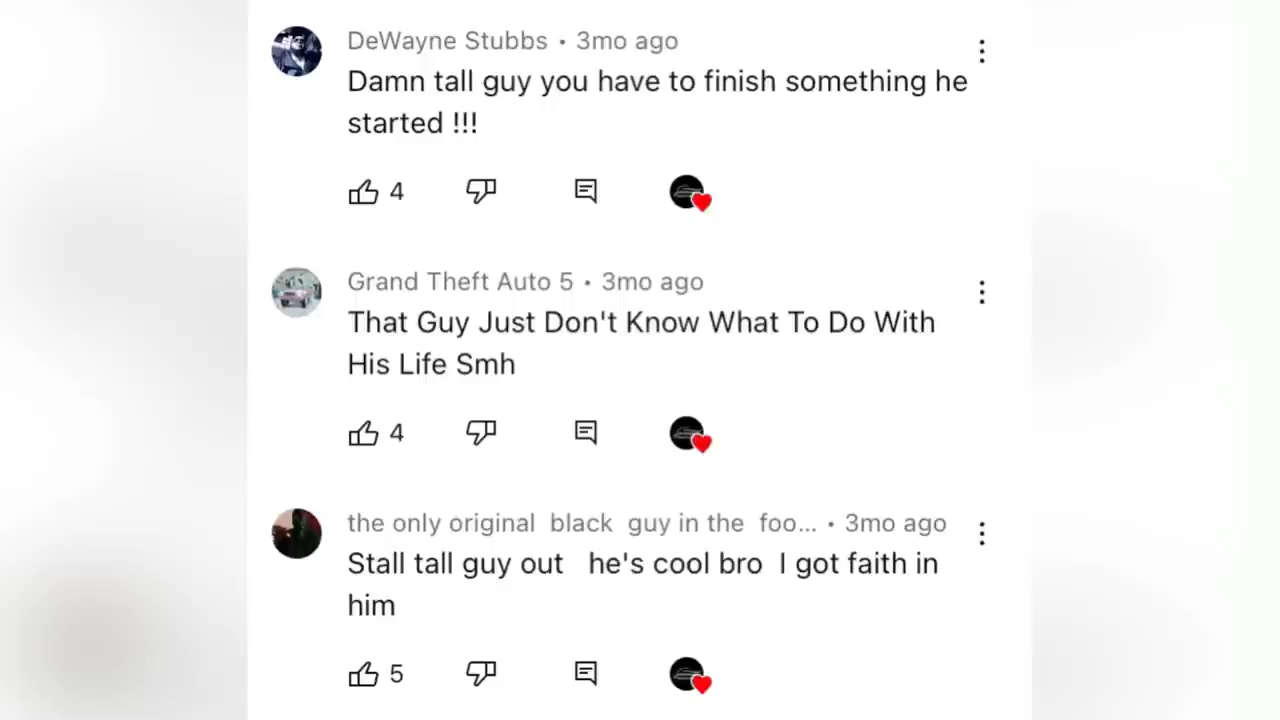 DeWayne Stubbs • 3mo ago
Damn tall guy you have to finish something he
started !!!
4
Grand Theft Auto 5 • 3mo ago
That Guy Just Don't Know What To Do With
His Life Smh
4
the only original black guy in the foo... • 3mo ago
Stall tall guy out he's cool bro I got faith in
him
5